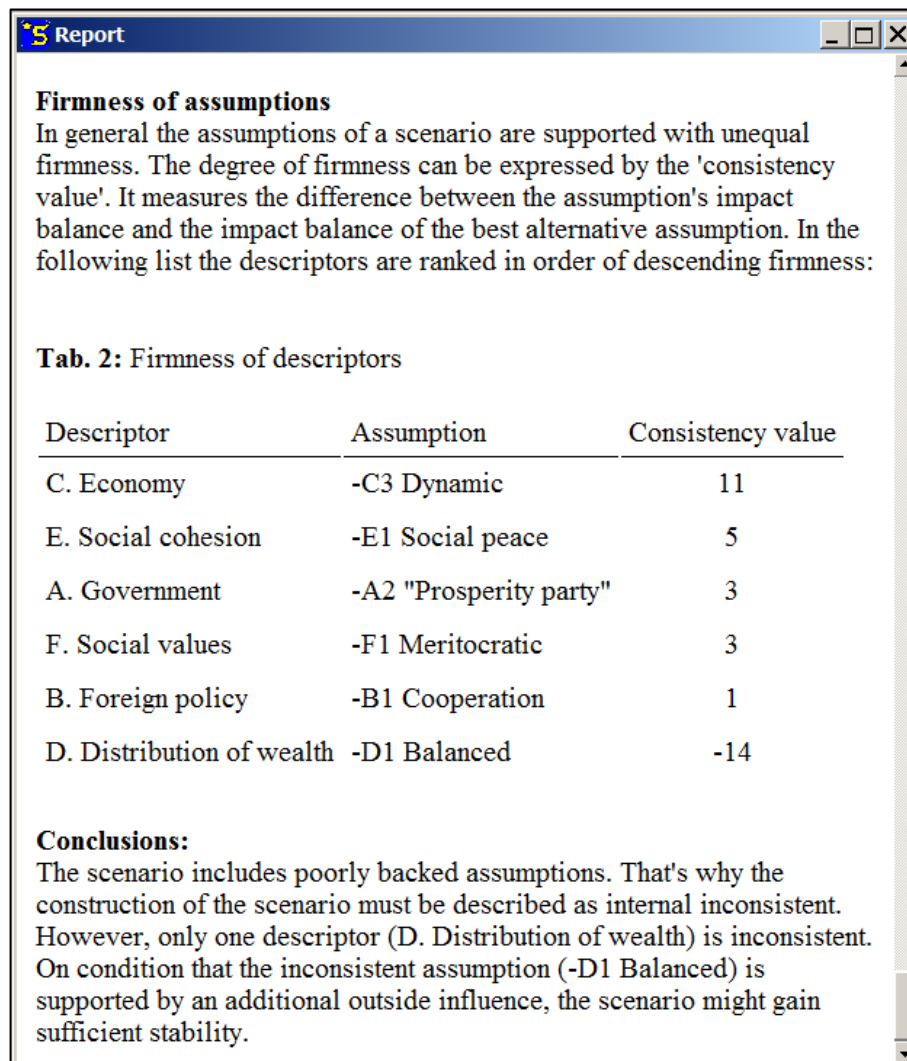 Report
Firmness of assumptions
In general the assumptions of a scenario are supported with unequal
firmness. The degree of firmness can be expressed by the 'consistency
value'. It measures the difference between the assumption's impact
balance and the impact balance of the best alternative assumption. In the
following list the descriptors are ranked in order of descending firmness:
Tab. 2: Firmness of descriptors
Descriptor Assumption Consistency value
C. Economy -C3 Dynamic 11
E. Social cohesion -E1 Social peace 5
A. Government -A2 "Prosperity party" 3
F. Social values -F1 Meritocratic 3
B. Foreign policy -B1 Cooperation 1
D. Distribution of wealth -D1 Balanced -14
Conclusions:
The scenario includes poorly backed assumptions. That's why the
construction of the scenario must be described as internal inconsistent.
However, only one descriptor (D. Distribution of wealth) is inconsistent.
On condition that the inconsistent assumption (-D1 Balanced) is
supported by an additional outside influence, the scenario might gain
sufficient stability.